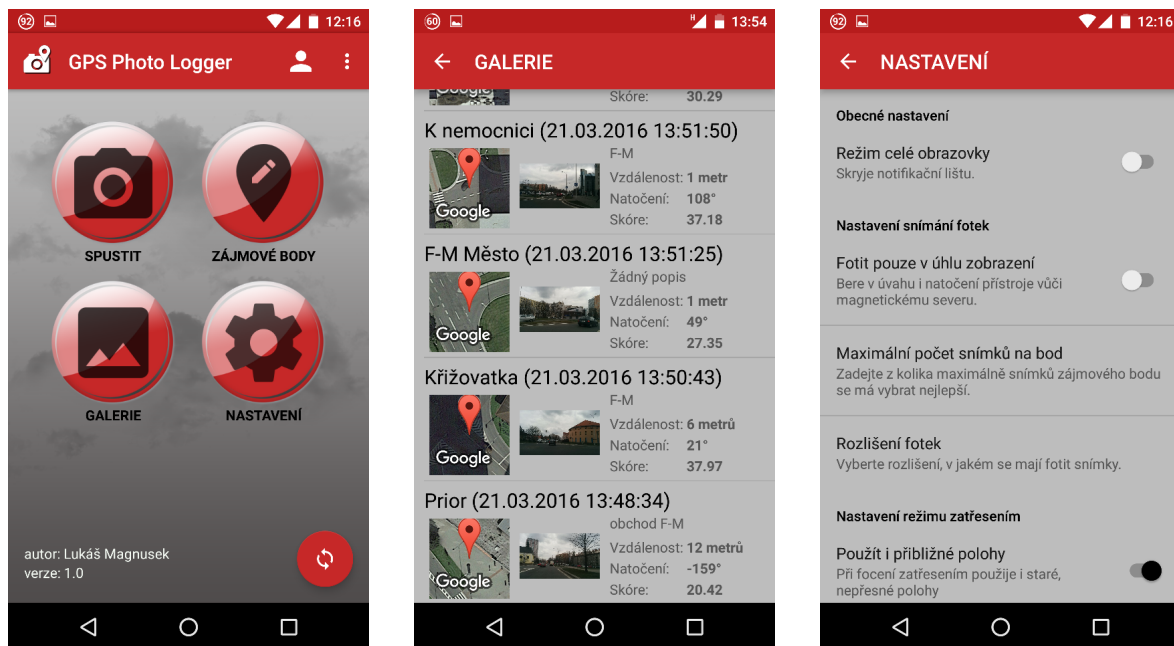 92
12:16
GPS Photo Logger
SPUSTIT
ZÁJMOVÉ BODY
GALERIE
NASTAVENÍ
autor: Lukáš Magnusek
verze: 1.0
60
H
13:54
GALERIE
Skóre: 30.29
K nemocnici (21.03.2016 13:51:50)
F-M
Vzdálenost: 1 metr
Natočení: 108°
Skóre: 37.18
Google
F-M Město (21.03.2016 13:51:25)
Žádný popis
Vzdálenost: 1 metr
Natočení: 49°
Skóre: 27.35
Google
Křižovatka (21.03.2016 13:50:43)
F-M
Vzdálenost: 6 metrů
Natočení: 21°
Skóre: 37.97
Google
Prior (21.03.2016 13:48:34)
obchod F-M
Vzdálenost: 12 metrů
Natočení: -159°
Skóre: 20.42
Google
92
12:16
NASTAVENÍ
Obecné nastavení
Režim celé obrazovky
Skryje notifikační lištu.
Nastavení snímání fotek
Fotit pouze v úhlu zobrazení
Bere v úvahu i natočení přístroje vůči
magnetickému severu.
Maximální počet snímků na bod
Zadejte z kolika maximálně snímků zájmového bodu
se má vybrat nejlepší.
Rozlišení fotek
Vyberte rozlišení, v jakém se mají fotit snímky.
Nastavení režimu zatřesením
Použít i přibližné polohy
Při focení zatřesením použije i staré,
nepřesné polohy